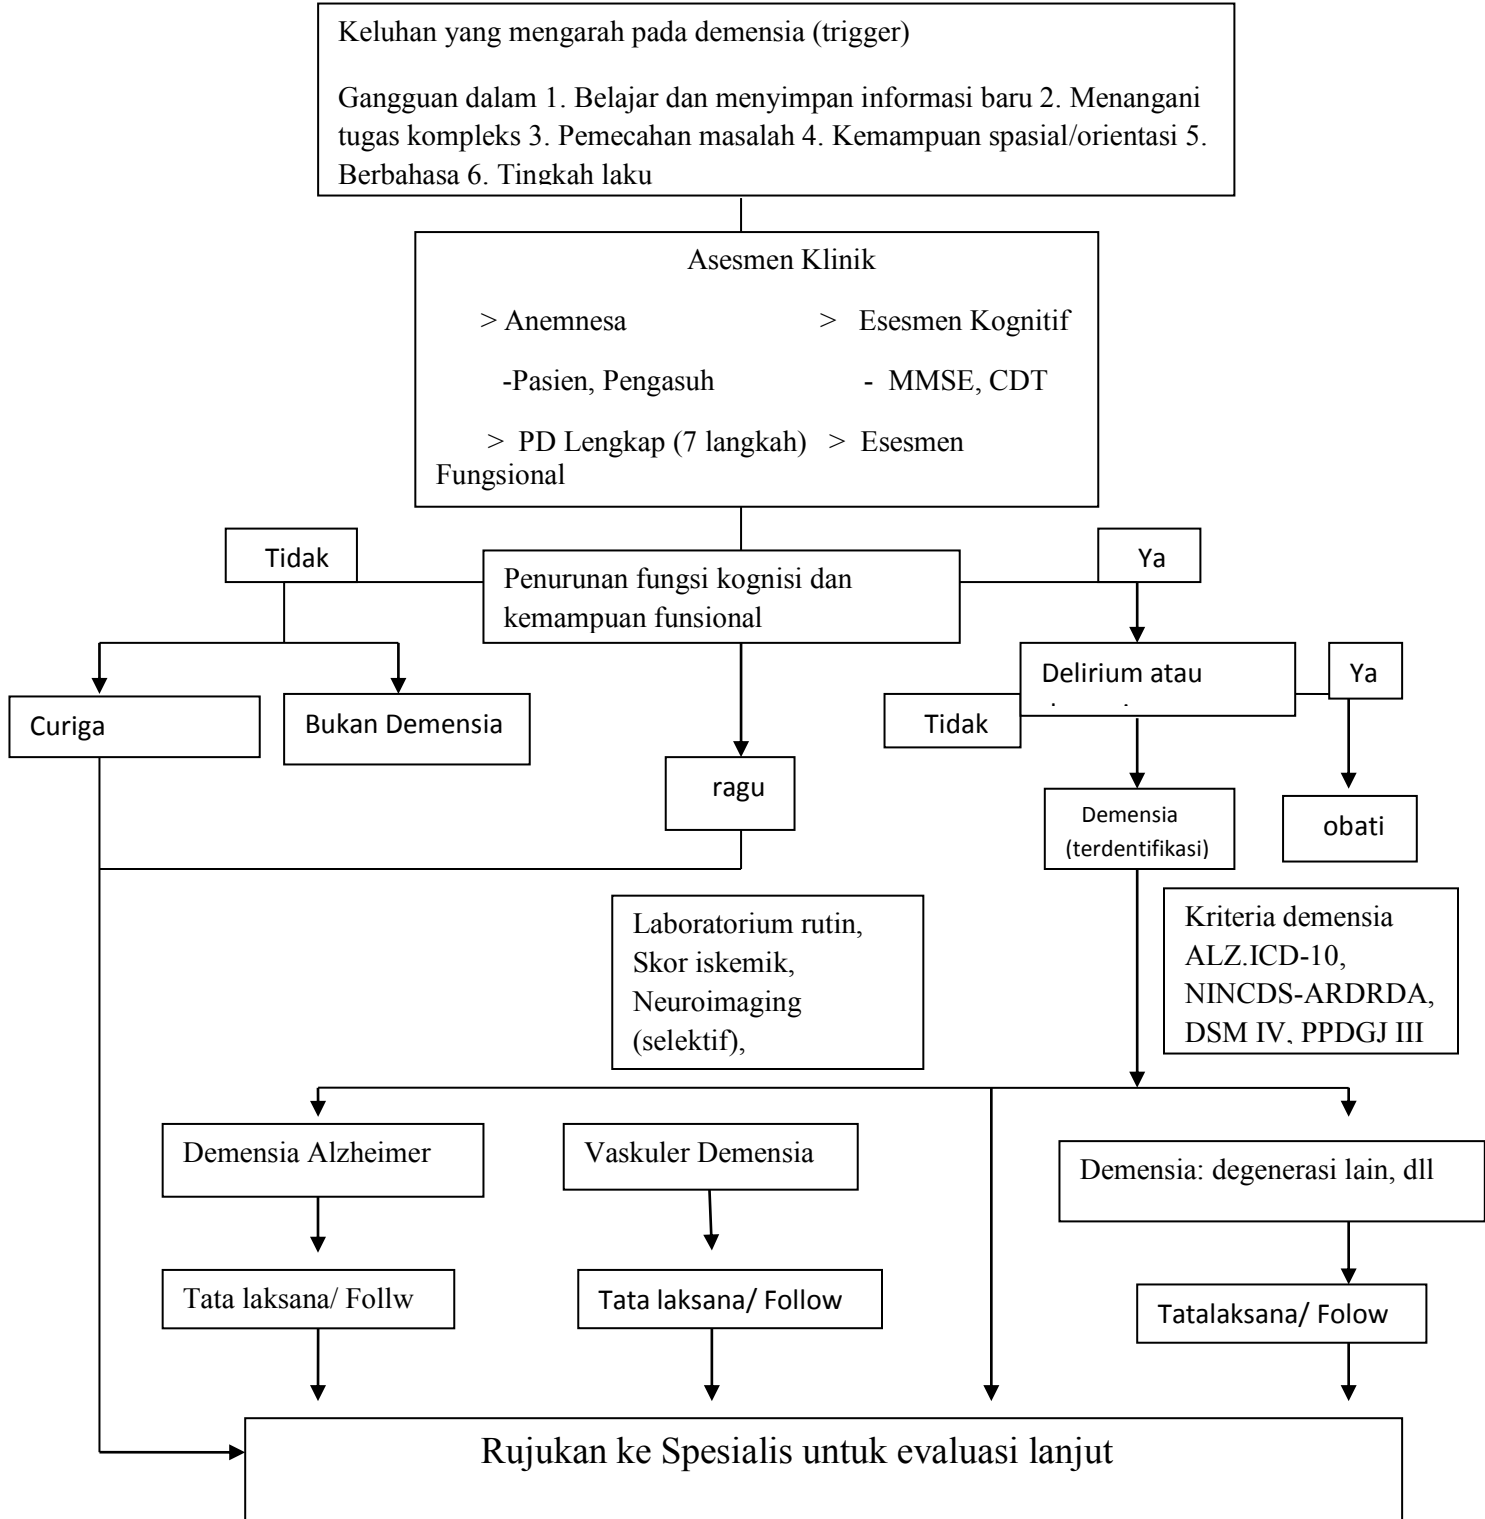 Keluhan yang mengarah pada demensia (trigger)
Gangguan dalam 1. Belajar dan menyimpan informasi baru 2. Menangani
tugas kompleks 3. Pemecahan masalah 4. Kemampuan spasial/orientasi 5.
Berbahasa 6. Tingkah laku
Asesmen Klinik
> Anemnesa > Esesmen Kognitif
-Pasien, Pengasuh - MMSE, CDT
> PD Lengkap (7 langkah) > Esesmen
Fungsional
Tidak
Penurunan fungsi kognisi dan
kemampuan funsional
Ya
Curiga
Bukan Demensia
ragu
Delirium atau
Ya
Tidak
Demensia
(terdentifikasi)
obati
Laboratorium rutin,
Skor iskemik,
Neuroimaging
(selektif),
Kriteria demensia
ALZ.ICD-10,
NINCDS-ARDRDA,
DSM IV, PPDGJ III
Demensia Alzheimer
Vaskuler Demensia
Demensia: degenerasi lain, dll
Tata laksana/ Follw
Tata laksana/ Follow
Tatalaksana/ Folow
Rujukan ke Spesialis untuk evaluasi lanjut